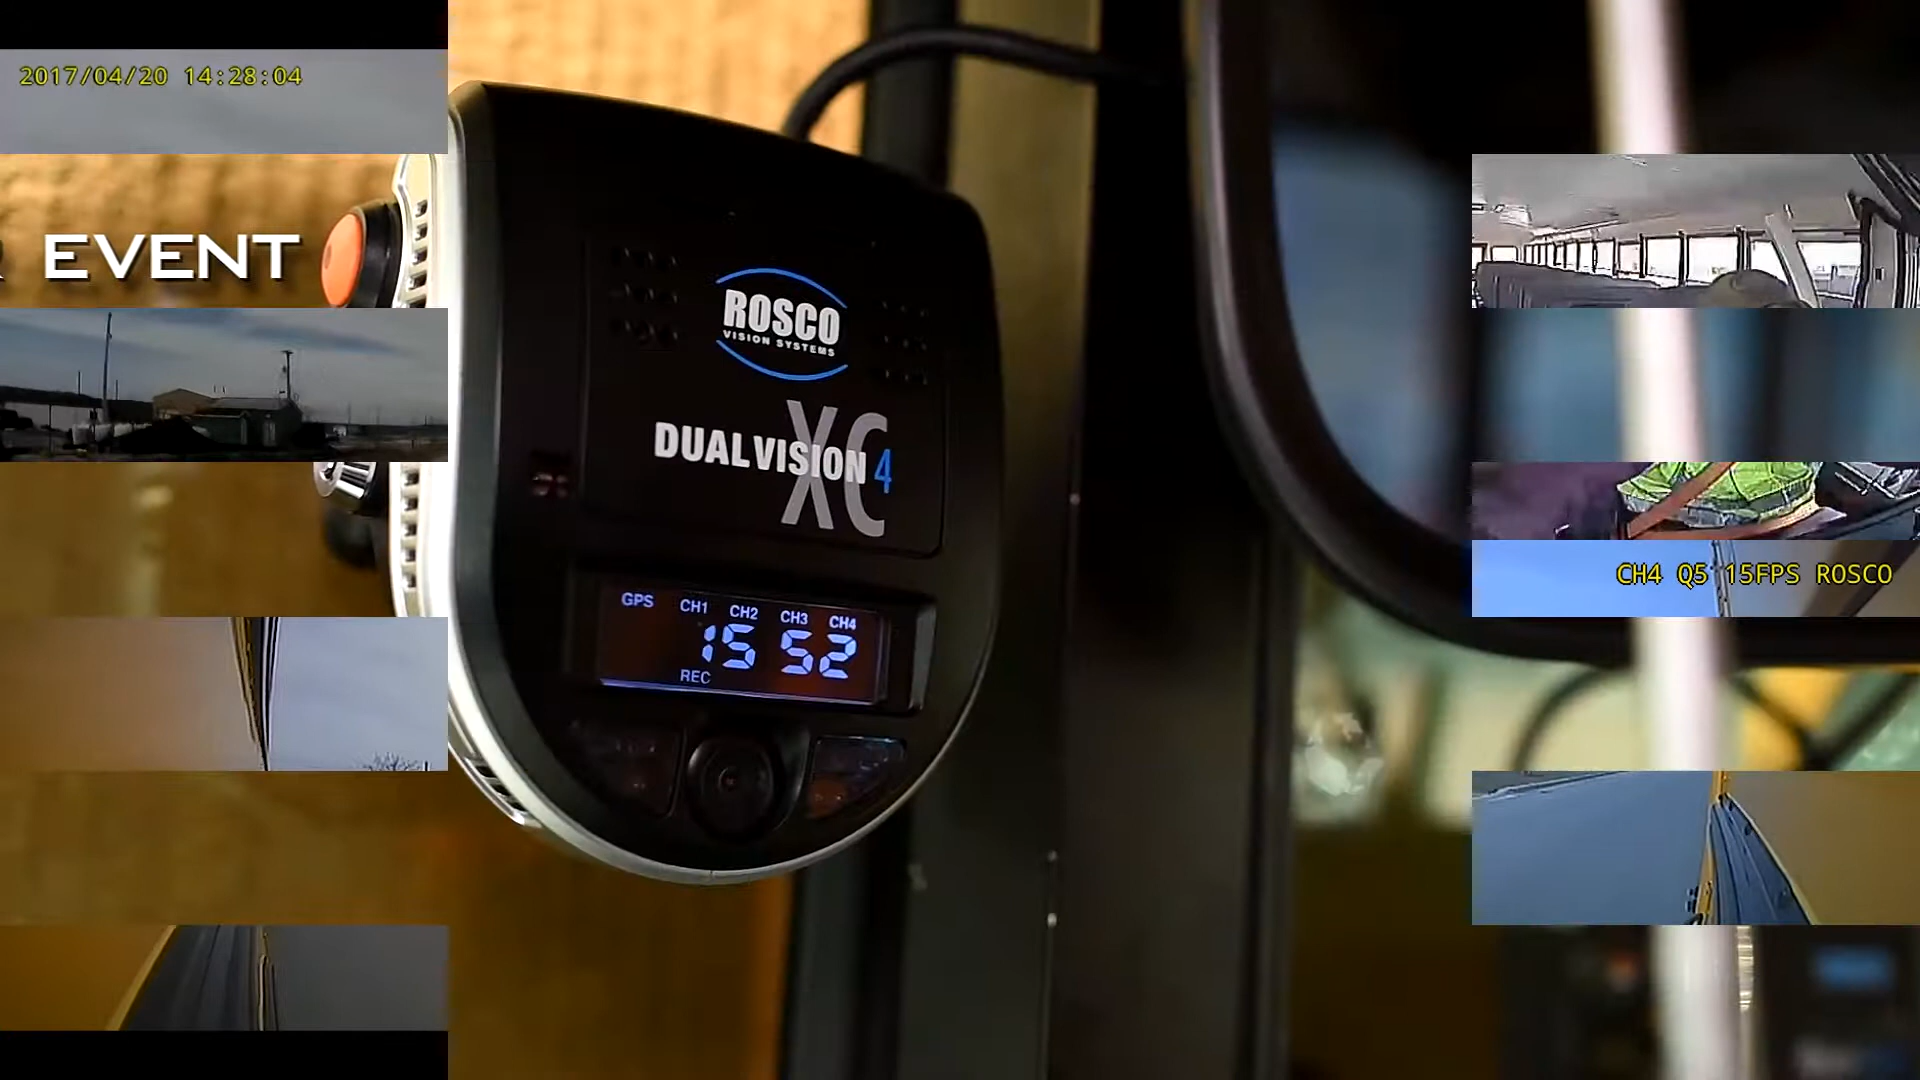 2017/04/20 14:28:04
EVENT
ROSCO
VISION SYSTEMS
DUALVISION 4
XC
GPS CH1 CH2 CH3 CH4
15 52
REC
CH4 Q5 15FPS ROSCO